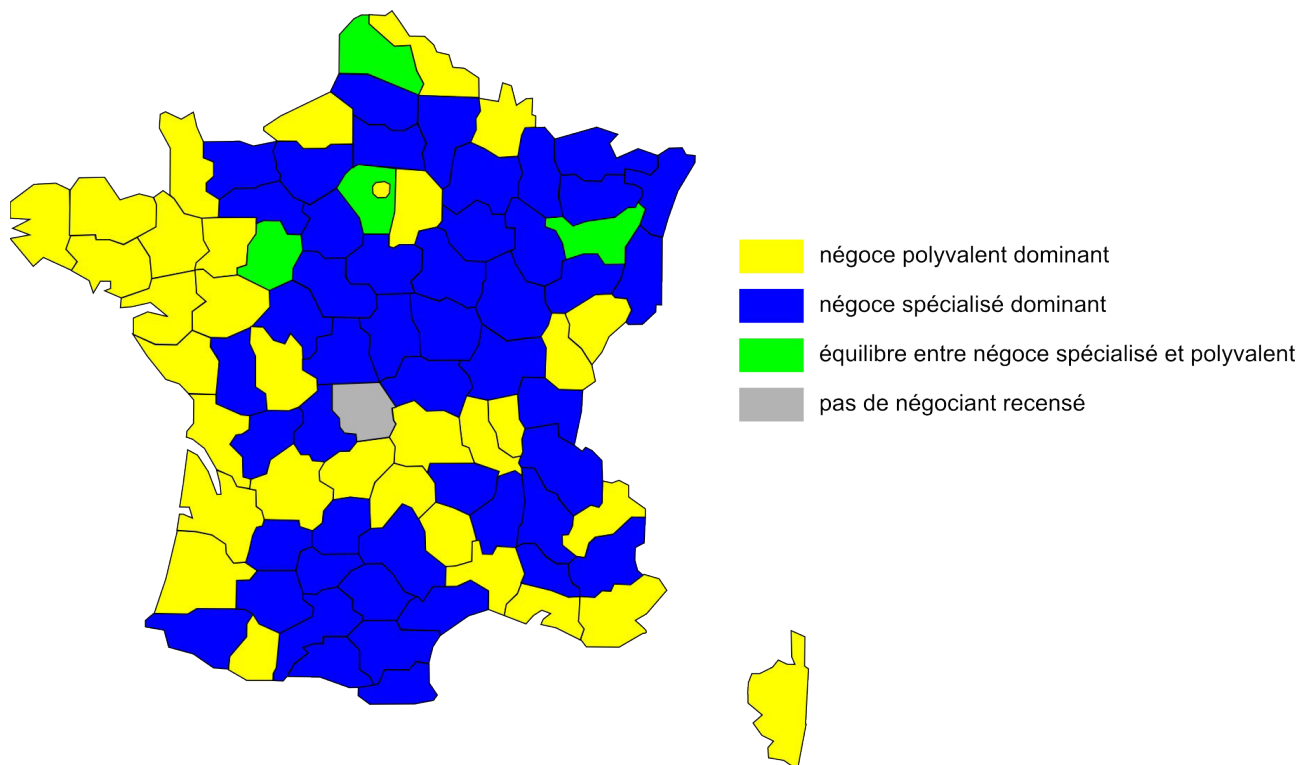 négoce polyvalent dominant
négoce spécialisé dominant
équilibre entre négoce spécialisé et polyvalent
pas de négociant recensé